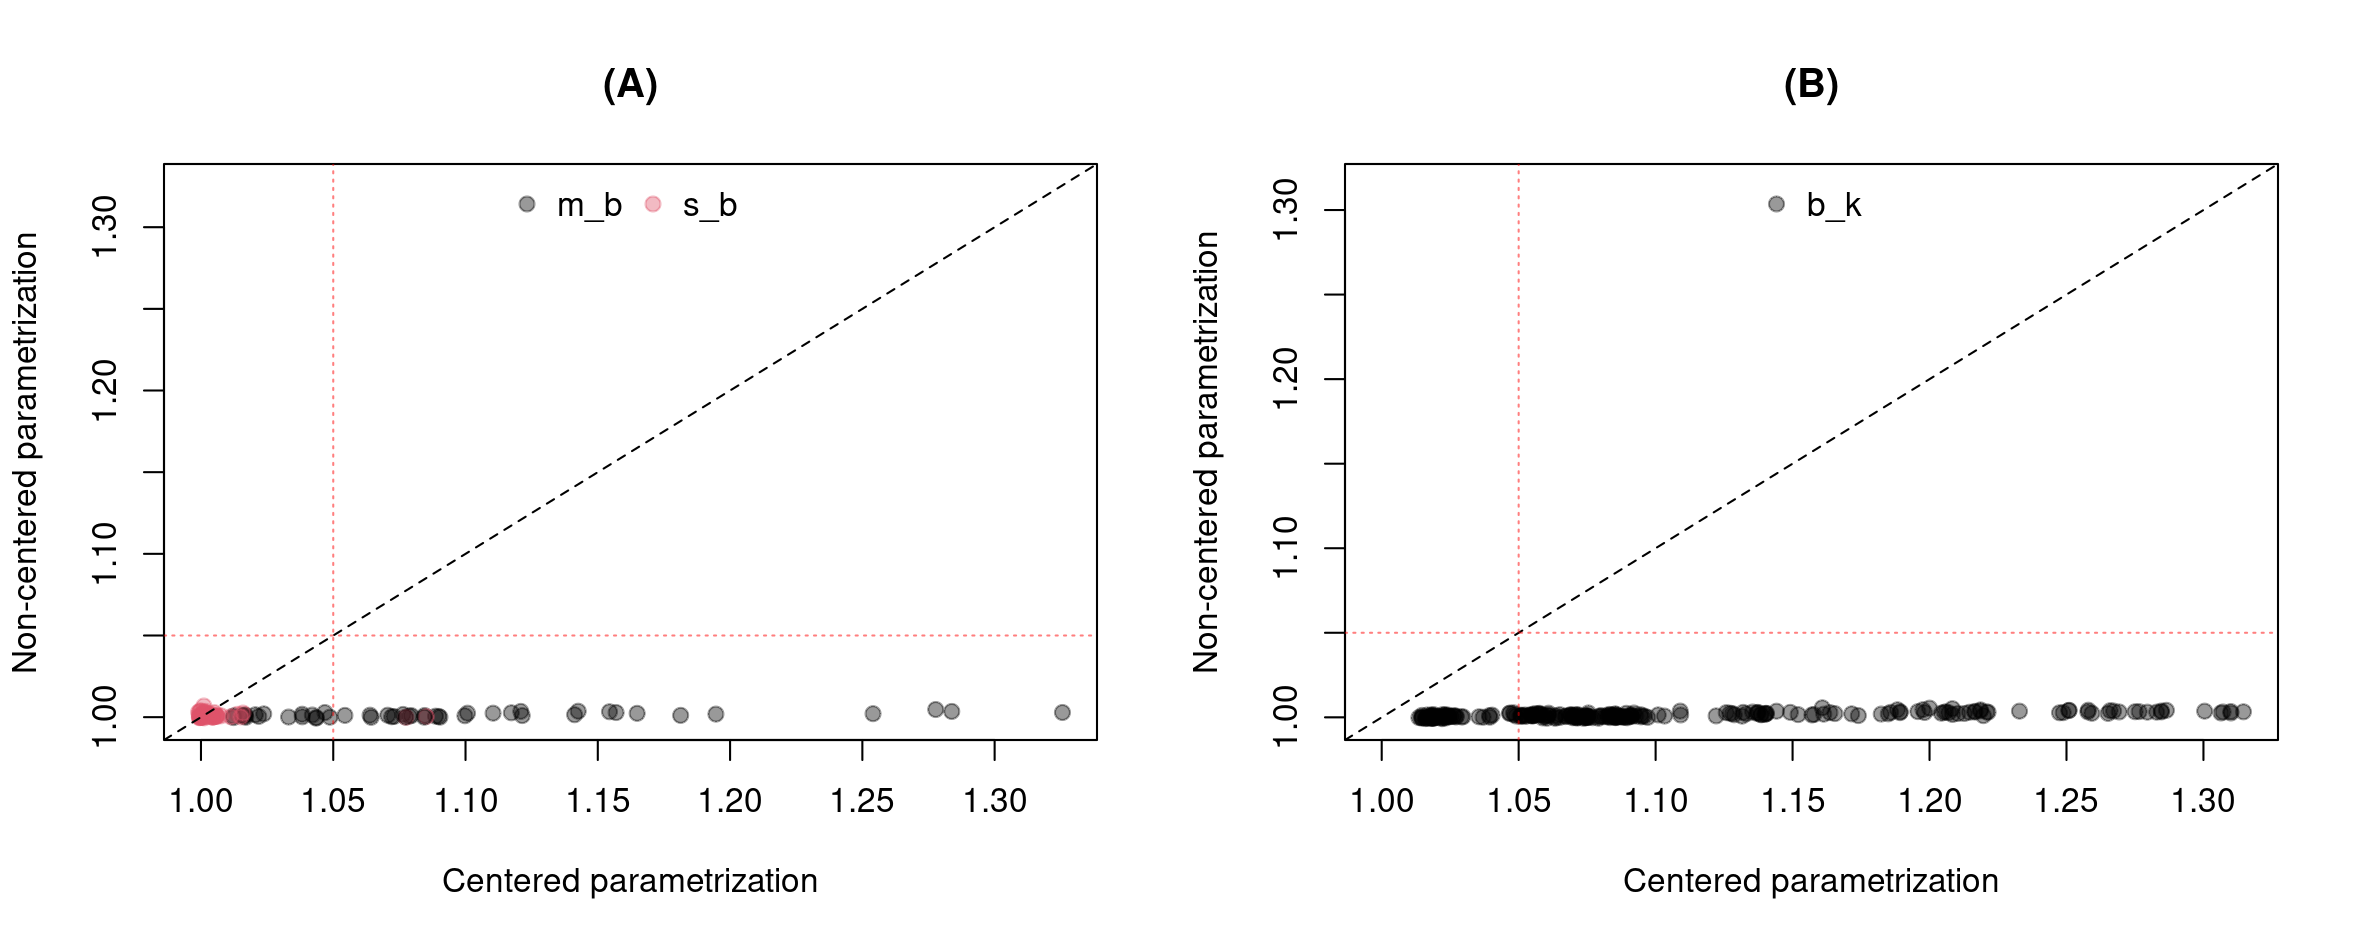 (A)
m_b s_b
Non-centered parametrization
1.30
1.20
1.10
1.00
1.00 1.05 1.10 1.15 1.20 1.25 1.30
Centered parametrization
(B)
b_k
Non-centered parametrization
1.30
1.20
1.10
1.00
1.00 1.05 1.10 1.15 1.20 1.25 1.30
Centered parametrization